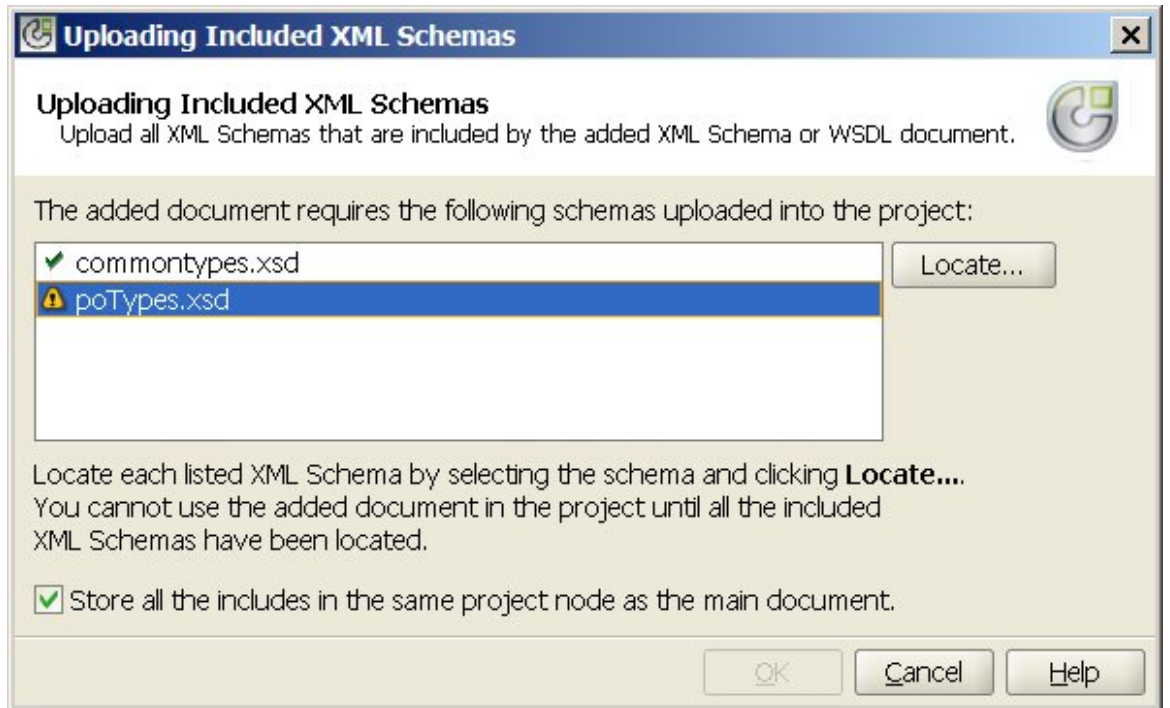 Uploading Included XML Schemas
Uploading Included XML Schemas
Upload all XML Schemas that are included by the added XML Schema or WSDL document.
The added document requires the following schemas uploaded into the project:
commontypes.xsd
Locate...
poTypes.xsd
Locate each listed XML Schema by selecting the schema and clicking Locate....
You cannot use the added document in the project until all the included
XML Schemas have been located.
Store all the includes in the same project node as the main document.
OK Cancel Help